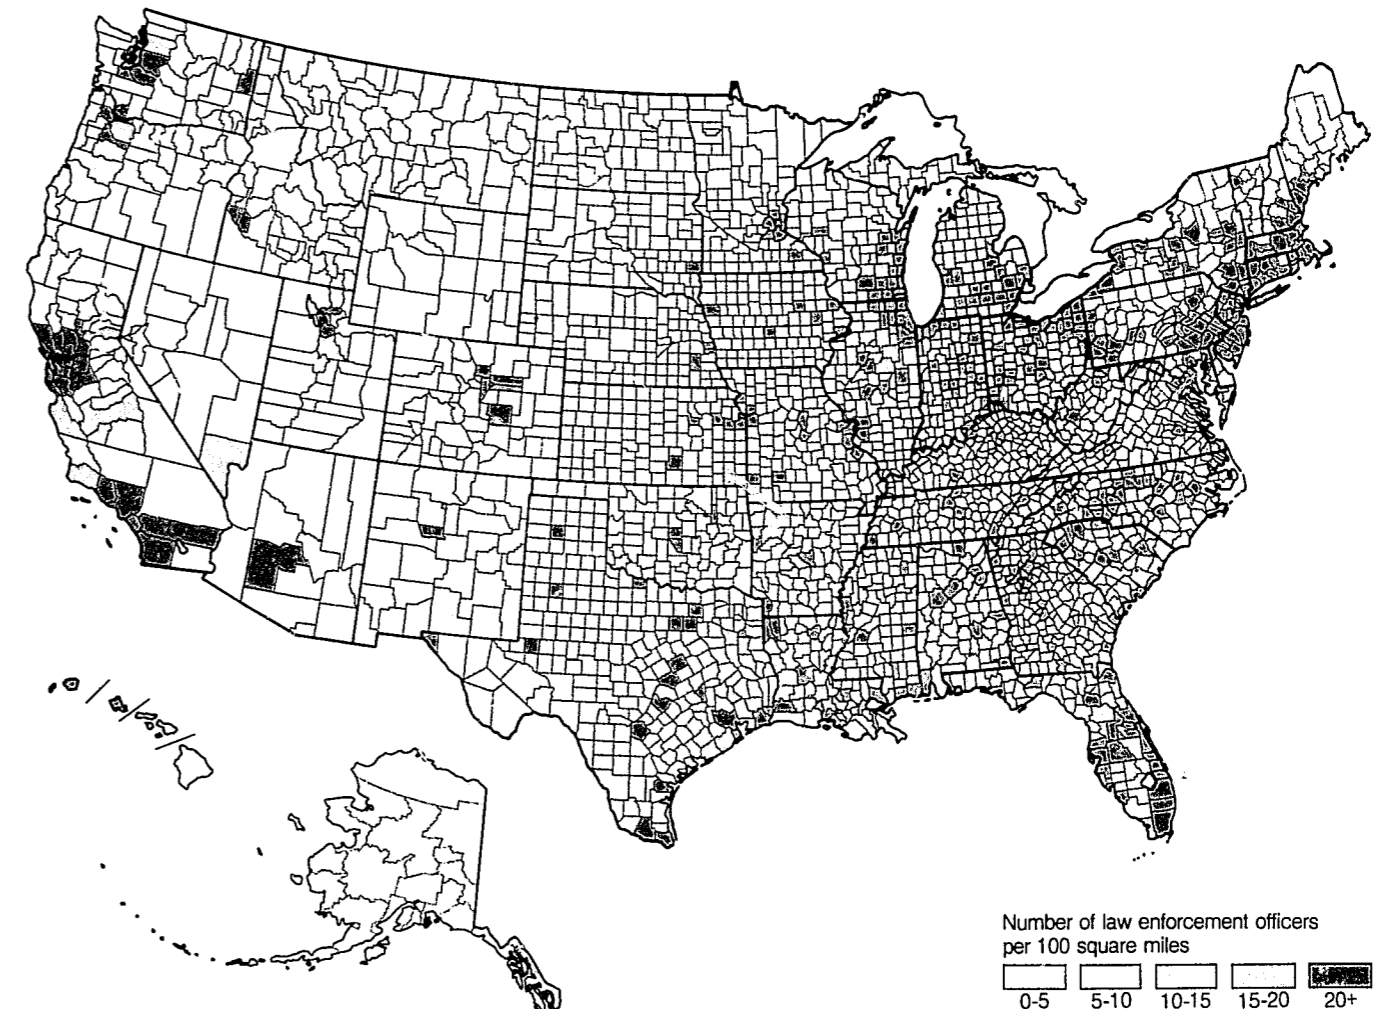 Number of law enforcement officers
per 100 square miles
0-5 5-10 10-15 15-20 20+